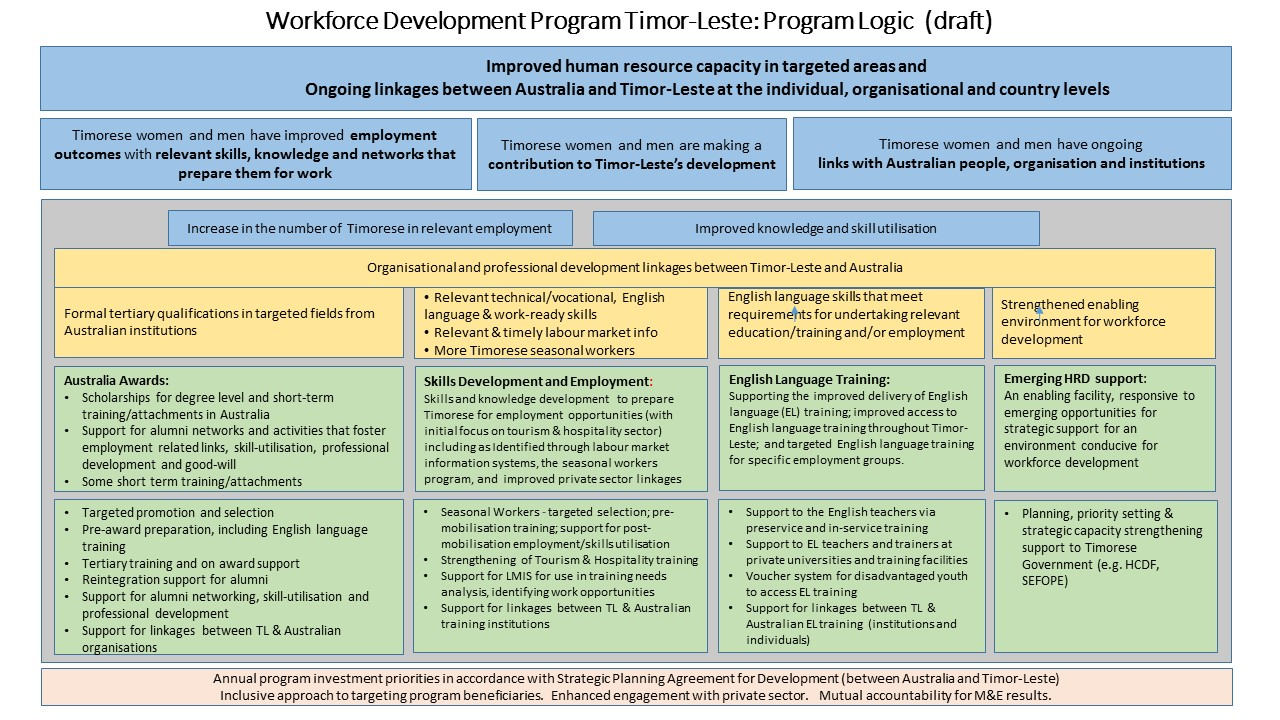 Workforce Development Program Timor-Leste: Program Logic (draft)
Improved human resource capacity in targeted areas and
Ongoing linkages between Australia and Timor-Leste at the individual, organisational and country levels
Timorese women and men have improved employment
outcomes with relevant skills, knowledge and networks that
prepare them for work
Timorese women and men are making a
contribution to Timor-Leste's development
Timorese women and men have ongoing
links with Australian people, organisation and institutions
Increase in the number of Timorese in relevant employment
Improved knowledge and skill utilisation
Organisational and professional development linkages between Timor-Leste and Australia
Formal tertiary qualifications in targeted fields from
Australian institutions
• Relevant technical/vocational, English
language & work-ready skills
• Relevant & timely labour market info
• More Timorese seasonal workers
English language skills that meet
requirements for undertaking relevant
education/training and/or employment
Strengthened enabling
environment for workforce
development
Australia Awards:
• Scholarships for degree level and short-term
training/attachments in Australia
• Support for alumni networks and activities that foster
employment related links, skill-utilisation, professional
development and good-will
• Some short term training/attachments
Skills Development and Employment:
Skills and knowledge development to prepare
Timorese for employment opportunities (with
initial focus on tourism & hospitality sector)
including as Identified through labour market
information systems, the seasonal workers
program, and improved private sector linkages
English Language Training:
Supporting the improved delivery of English
language (EL) training; improved access to
English language training throughout Timor-
Leste; and targeted English language training
for specific employment groups.
Emerging HRD support:
An enabling facility, responsive to
emerging opportunities for
strategic support for an
environment conducive for
workforce development
• Targeted promotion and selection
• Pre-award preparation, including English language
training
• Tertiary training and on award support
• Reintegration support for alumni
• Support for alumni networking, skill-utilisation and
professional development
• Support for linkages between TL & Australian
organisations
• Seasonal Workers - targeted selection; pre-
mobilisation training; support for post-
mobilisation employment/skills utilisation
• Strengthening of Tourism & Hospitality training
• Support for LMIS for use in training needs
analysis, identifying work opportunities
• Support for linkages between TL & Australian
training institutions
• Support to the English teachers via
preservice and in-service training
• Support to EL teachers and trainers at
private universities and training facilities
• Voucher system for disadvantaged youth
to access EL training
• Support for linkages between TL &
Australian EL training (institutions and
individuals)
• Planning, priority setting &
strategic capacity strengthening
support to Timorese
Government (e.g. HCDF,
SEFOPE)
Annual program investment priorities in accordance with Strategic Planning Agreement for Development (between Australia and Timor-Leste)
Inclusive approach to targeting program beneficiaries. Enhanced engagement with private sector. Mutual accountability for M&E results.